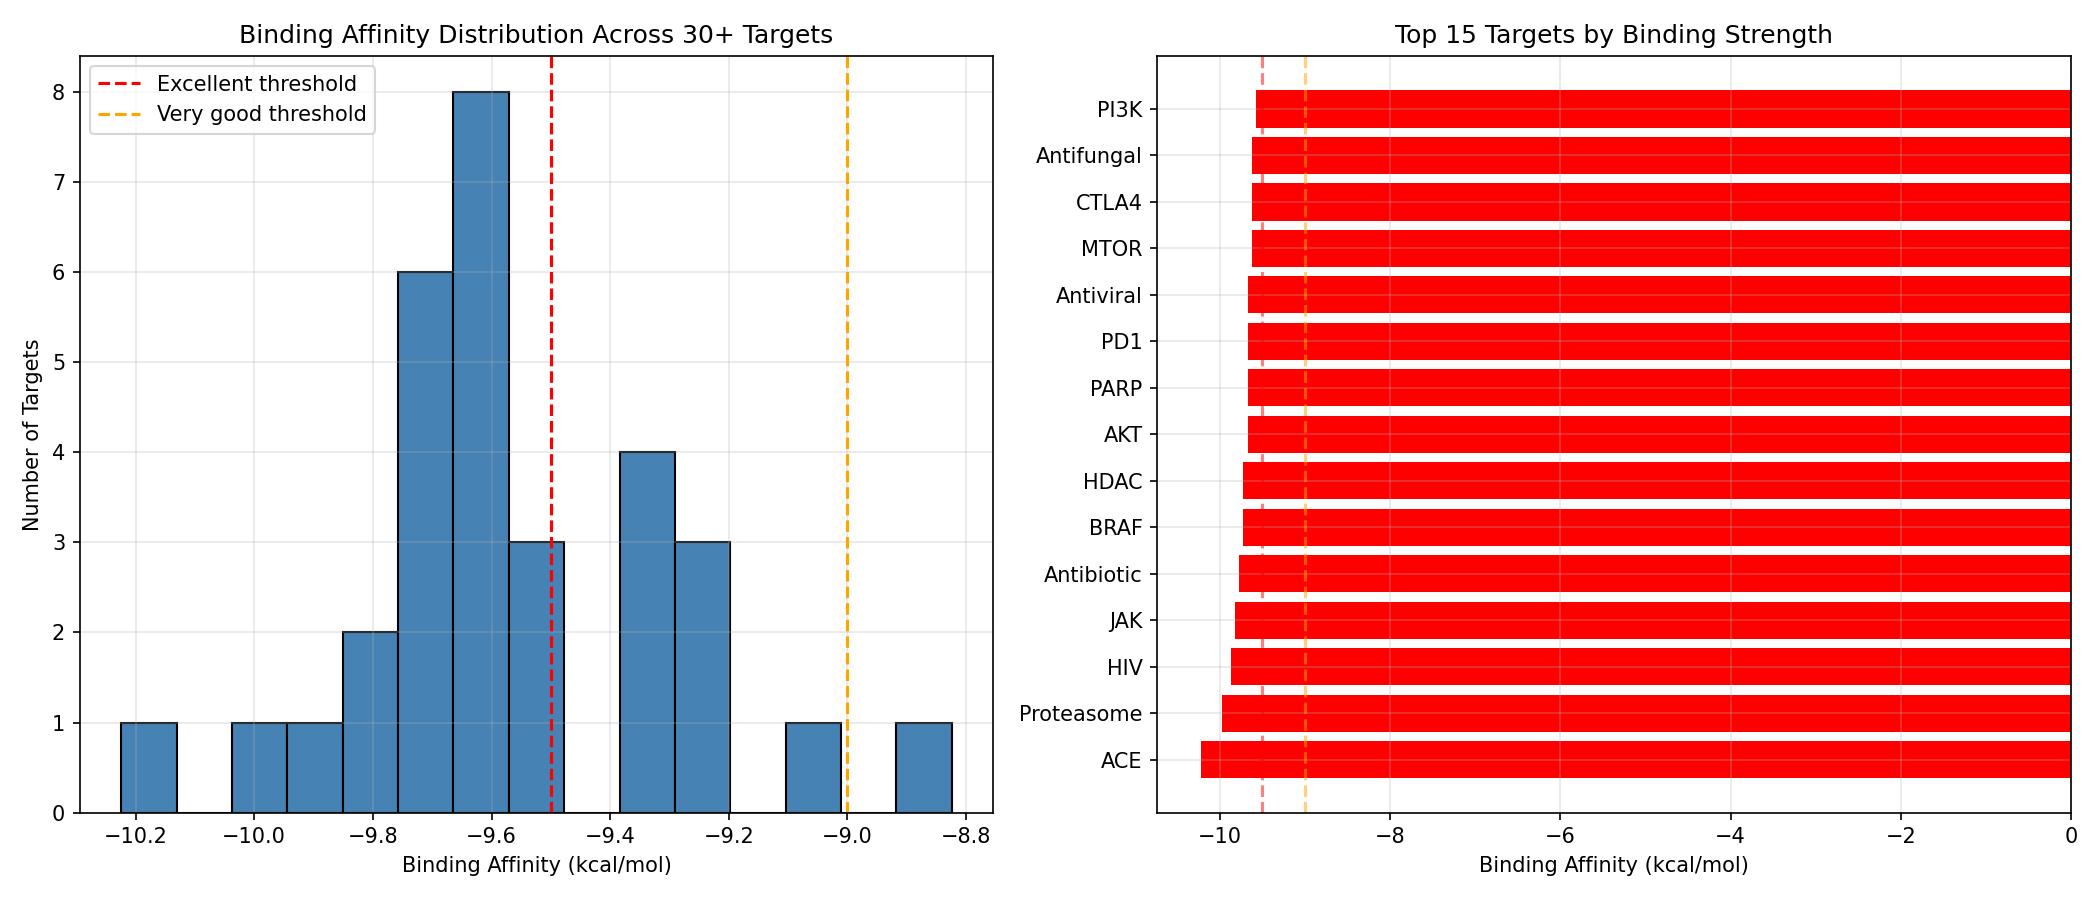 Binding Affinity Distribution Across 30+ Targets
Excellent threshold
Very good threshold
Number of Targets
8
7
6
5
4
3
2
1
0
−10.2 −10.0 −9.8 −9.6 −9.4 −9.2 −9.0 −8.8
Binding Affinity (kcal/mol)
Top 15 Targets by Binding Strength
PI3K
Antifungal
CTLA4
MTOR
Antiviral
PD1
PARP
AKT
HDAC
BRAF
Antibiotic
JAK
HIV
Proteasome
ACE
−10 −8 −6 −4 −2 0
Binding Affinity (kcal/mol)